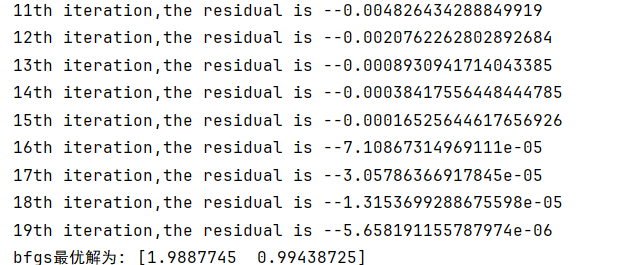 11th iteration,the residual is --0.004826434288849919
12th iteration,the residual is --0.0020762262802892684
13th iteration,the residual is --0.0008930941714043385
14th iteration,the residual is --0.00038417556448444785
15th iteration,the residual is --0.00016525644617656926
16th iteration,the residual is --7.10867314969111e-05
17th iteration,the residual is --3.05786366917845e-05
18th iteration,the residual is --1.3153699288675598e-05
19th iteration,the residual is --5.658191155787974e-06
bfgs最优解为: [1.9887745  0.99438725]